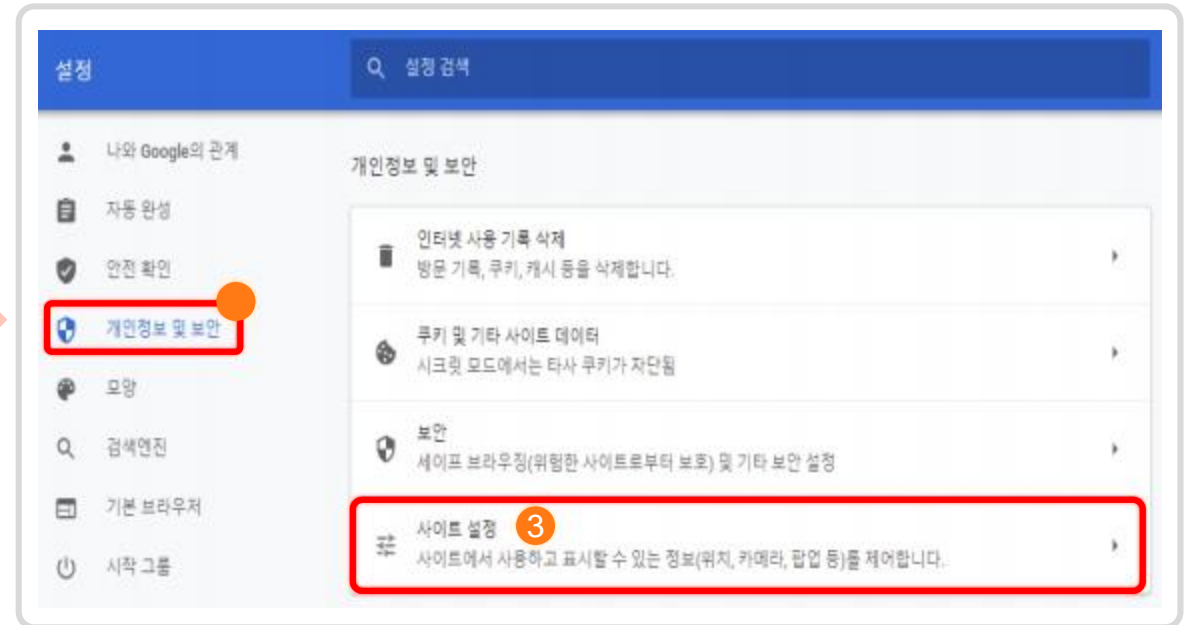 설정
설정 검색
나와 Google의 관계
자동 완성
안전 확인
개인정보 및 보안
모양
검색엔진
기본 브라우저
시작 그룹
개인정보 및 보안
인터넷 사용 기록 삭제
방문 기록, 쿠키, 캐시 등을 삭제합니다.
쿠키 및 기타 사이트 데이터
시크릿 모드에서는 타사 쿠키가 차단됨
보안
세이프 브라우징(위험한 사이트로부터 보호) 및 기타 보안 설정
사이트 설정 3
사이트에서 사용하고 표시할 수 있는 정보(위치, 카메라, 팝업 등)를 제어합니다.